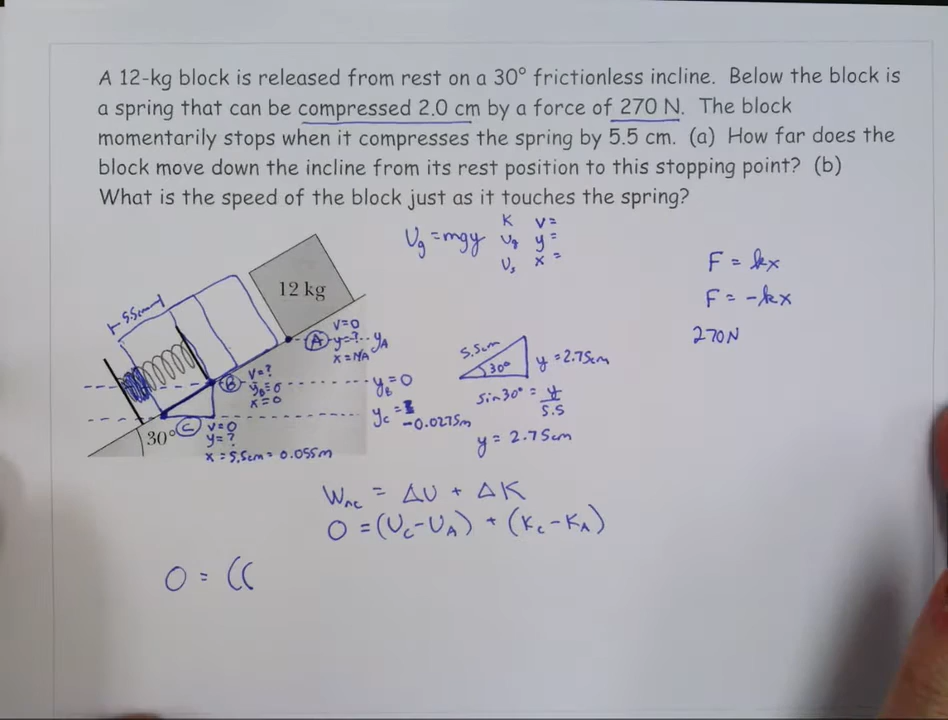 A 12-kg block is released from rest on a 30° frictionless incline. Below the block is
a spring that can be compressed 2.0 cm by a force of 270 N. The block
momentarily stops when it compresses the spring by 5.5 cm. (a) How far does the
block move down the incline from its rest position to this stopping point? (b)
What is the speed of the block just as it touches the spring?
Ug = mgy
K V=
Ug y=
Us x=
F = kx
F = -kx
270N
5.5cm
12 kg
A
V=0
y=?
x=NA
yA
B
V=?
yB=0
x=0
yB=0
C
V=0
y=?
x=5.5cm=0.055m
yC=
-0.0275m
30°
5.5cm
30°
y=2.75cm
sin30° = y/5.5
y = 2.75cm
Wnc = ΔU + ΔK
0 = (UC-UA) + (KC-KA)
0 = ((